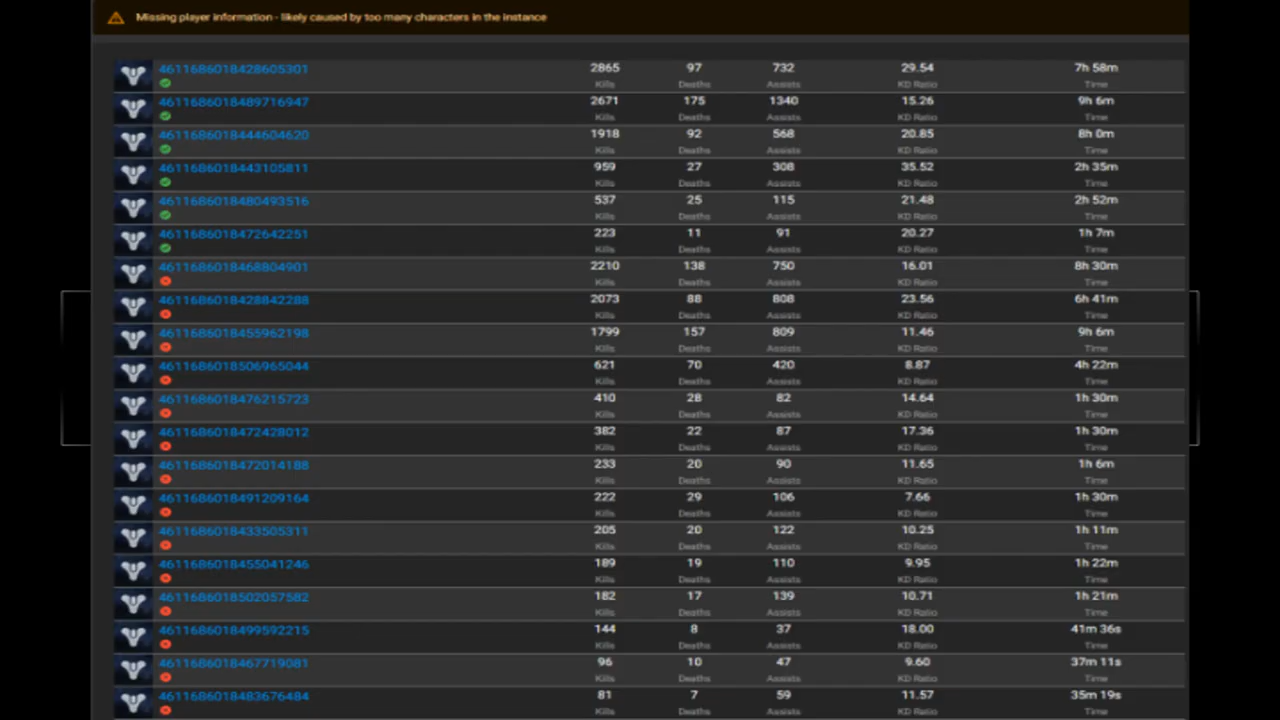 Missing player information - likely caused by too many characters in the instance
4611686018428605301 2865 97 732 29.54 7h 58m
Kills Deaths Assists KD Ratio Time
4611686018489716947 2671 175 1340 15.26 9h 6m
Kills Deaths Assists KD Ratio Time
4611686018444604620 1918 92 568 20.85 8h 0m
Kills Deaths Assists KD Ratio Time
4611686018443105811 959 27 308 35.52 2h 35m
Kills Deaths Assists KD Ratio Time
4611686018480493516 537 25 115 21.48 2h 52m
Kills Deaths Assists KD Ratio Time
4611686018472642251 223 11 91 20.27 1h 7m
Kills Deaths Assists KD Ratio Time
4611686018468804901 2210 138 750 16.01 8h 30m
Kills Deaths Assists KD Ratio Time
4611686018428842288 2073 88 808 23.56 6h 41m
Kills Deaths Assists KD Ratio Time
4611686018455962198 1799 157 809 11.46 9h 6m
Kills Deaths Assists KD Ratio Time
4611686018506965044 621 70 420 8.87 4h 22m
Kills Deaths Assists KD Ratio Time
4611686018476215723 410 28 82 14.64 1h 30m
Kills Deaths Assists KD Ratio Time
4611686018472428012 382 22 87 17.36 1h 30m
Kills Deaths Assists KD Ratio Time
4611686018472014188 233 20 90 11.65 1h 6m
Kills Deaths Assists KD Ratio Time
4611686018491209164 222 29 106 7.66 1h 30m
Kills Deaths Assists KD Ratio Time
4611686018433505311 205 20 122 10.25 1h 11m
Kills Deaths Assists KD Ratio Time
4611686018455041246 189 19 110 9.95 1h 22m
Kills Deaths Assists KD Ratio Time
4611686018502057582 182 17 139 10.71 1h 21m
Kills Deaths Assists KD Ratio Time
4611686018499592215 144 8 37 18.00 41m 36s
Kills Deaths Assists KD Ratio Time
4611686018467719081 96 10 47 9.60 37m 11s
Kills Deaths Assists KD Ratio Time
4611686018483676484 81 7 59 11.57 35m 19s
Kills Deaths Assists KD Ratio Time